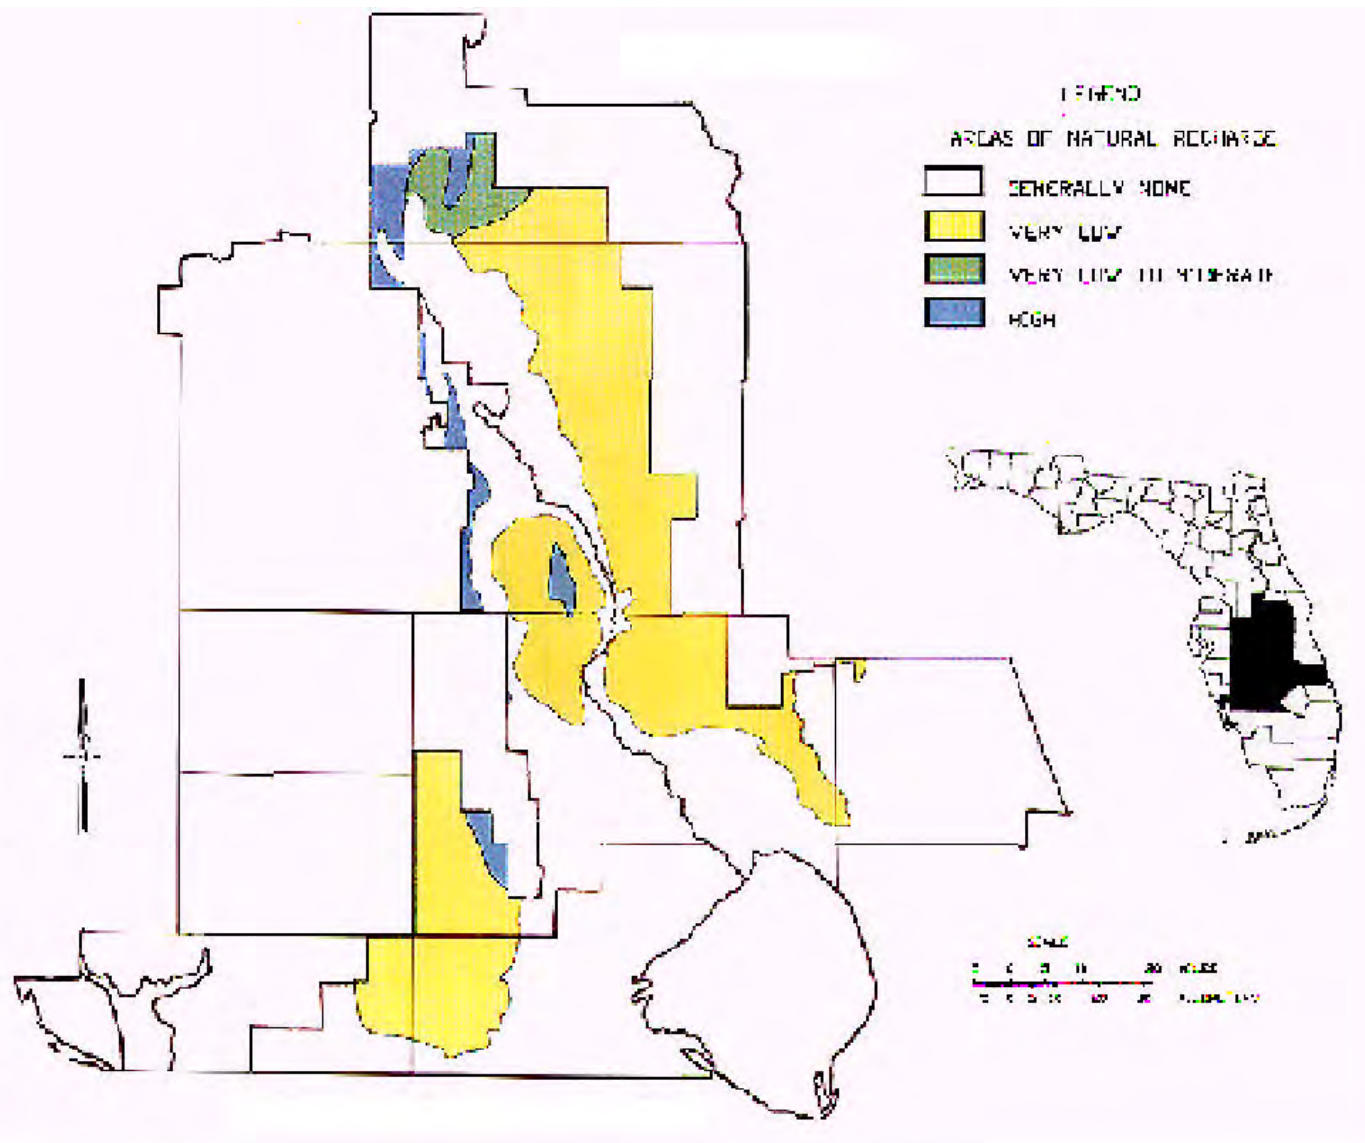 LEGEND
AREAS OF NATURAL RECHARGE
GENERALLY NONE
VERY LOW
VERY LOW TO MODERATE
HIGH
SCALE
MILES